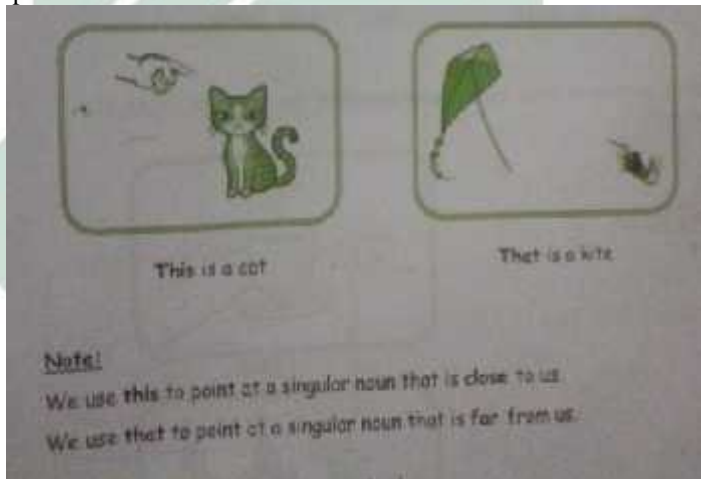 This is a cat
That is a kite
Note!
We use this to point at a singular noun that is close to us.
We use that to point at a singular noun that is far from us.